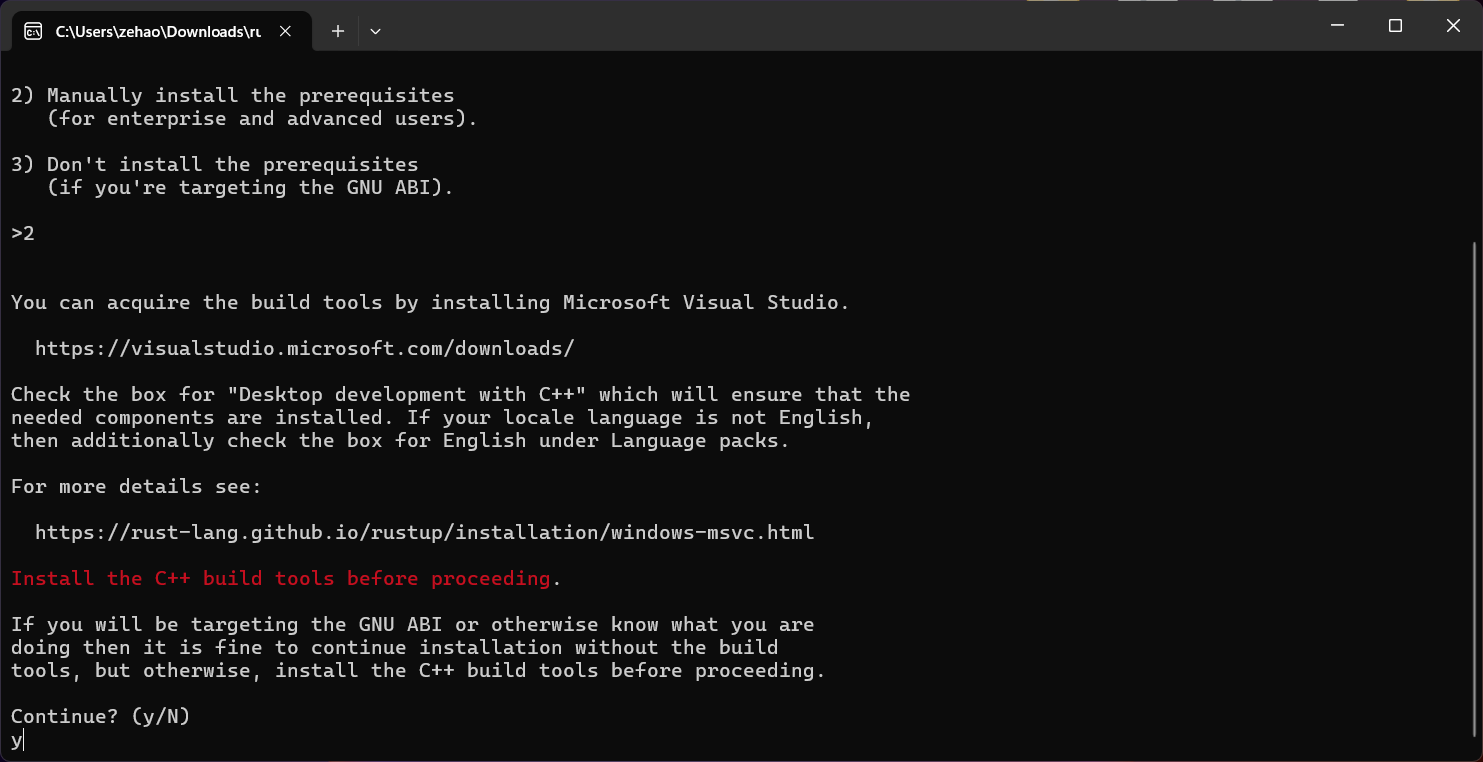 C:\Users\zehao\Downloads\ru
2) Manually install the prerequisites
(for enterprise and advanced users).
3) Don't install the prerequisites
(if you're targeting the GNU ABI).
>2
You can acquire the build tools by installing Microsoft Visual Studio.
https://visualstudio.microsoft.com/downloads/
Check the box for "Desktop development with C++" which will ensure that the
needed components are installed. If your locale language is not English,
then additionally check the box for English under Language packs.
For more details see:
https://rust-lang.github.io/rustup/installation/windows-msvc.html
Install the C++ build tools before proceeding.
If you will be targeting the GNU ABI or otherwise know what you are
doing then it is fine to continue installation without the build
tools, but otherwise, install the C++ build tools before proceeding.
Continue? (y/N)
y